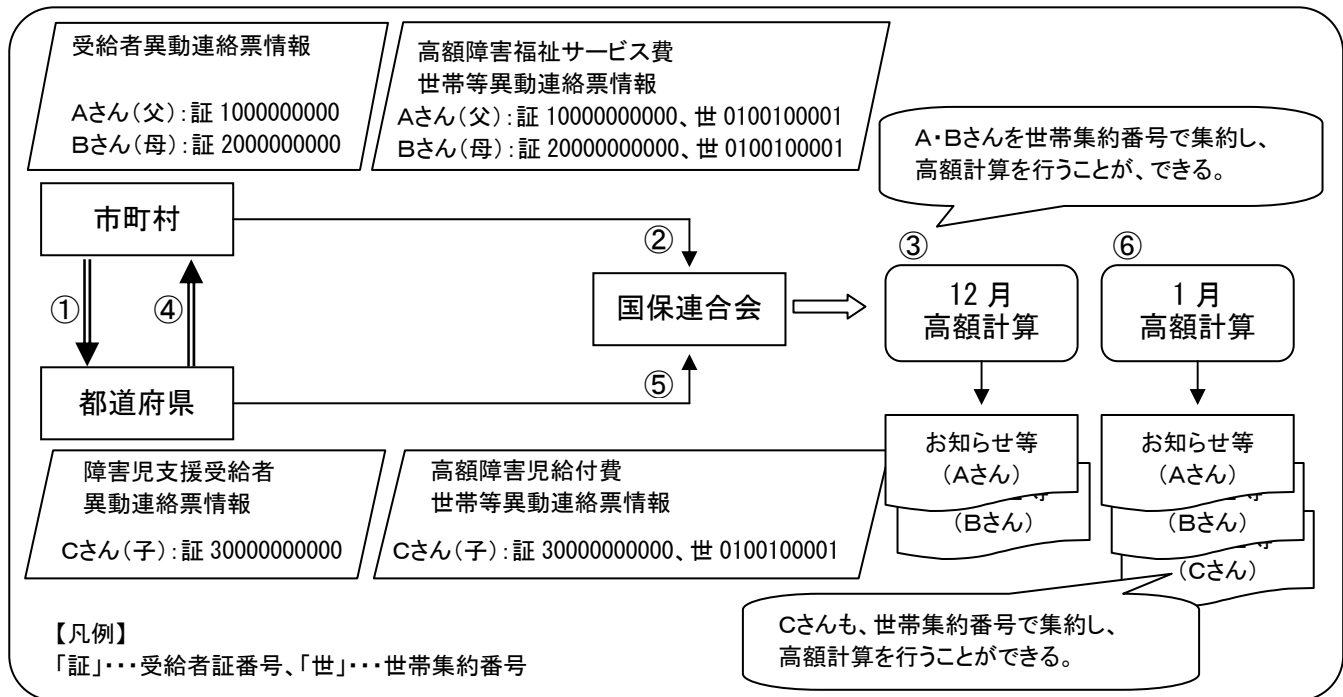 受給者異動連絡票情報
Aさん(父):証 1000000000
Bさん(母):証 2000000000
高額障害福祉サービス費
世帯等異動連絡票情報
Aさん(父):証 10000000000、世 0100100001
Bさん(母):証 20000000000、世 0100100001
A・Bさんを世帯集約番号で集約し、
高額計算を行うことが、できる。
市町村
②
③
⑥
①
④
国保連合会
12 月
高額計算
1 月
高額計算
都道府県
⑤
お知らせ等
(Aさん)
(Bさん)
お知らせ等
(Aさん)
(Bさん)
(Cさん)
障害児支援受給者
異動連絡票情報
Cさん(子):証 30000000000
高額障害児給付費
世帯等異動連絡票情報
Cさん(子):証 30000000000、世 0100100001
Cさんも、世帯集約番号で集約し、
高額計算を行うことができる。
【凡例】
「証」・・・受給者証番号、「世」・・・世帯集約番号